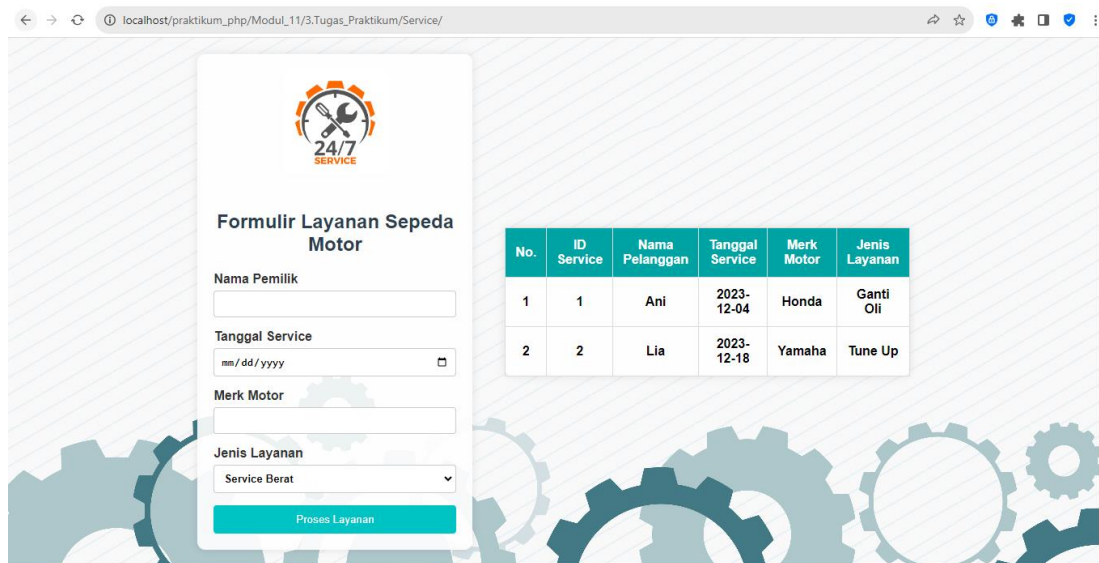 localhost/praktikum_php/Modul_11/3.Tugas_Praktikum/Service/
24/7
SERVICE
Formulir Layanan Sepeda
Motor
Nama Pemilik
Tanggal Service
mm/dd/yyyy
Merk Motor
Jenis Layanan
Service Berat
Proses Layanan
No. ID Service Nama Pelanggan Tanggal Service Merk Motor Jenis Layanan
1 1 Ani 2023-12-04 Honda Ganti Oli
2 2 Lia 2023-12-18 Yamaha Tune Up